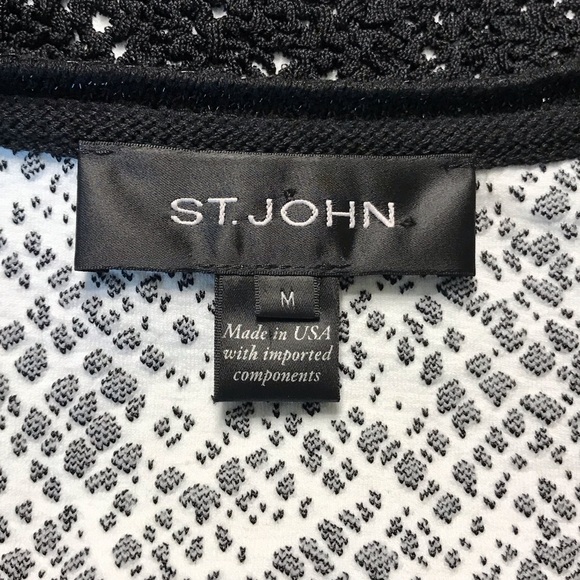 ST. JOHN
M
Made in USA
with imported
components